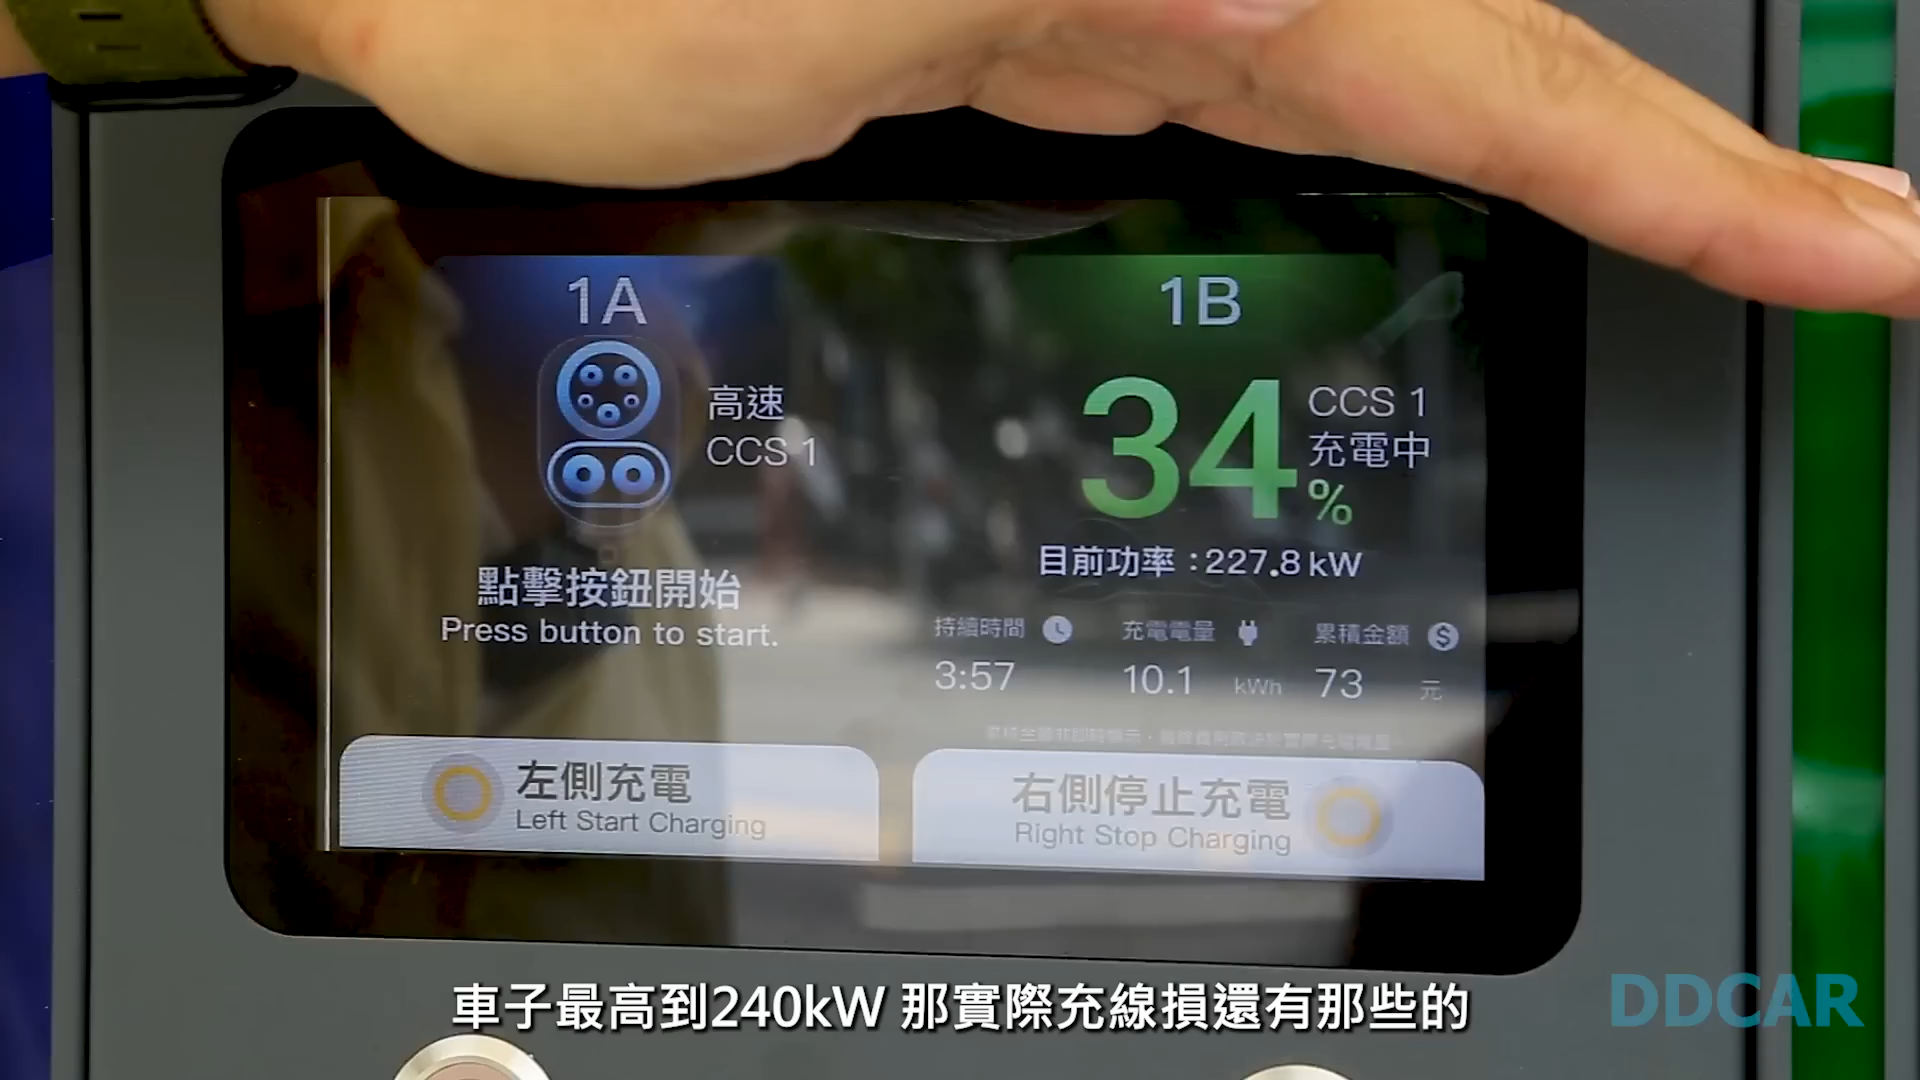 1A
高速
CCS 1
點擊按鈕開始
Press button to start.
左側充電
Left Start Charging
1B
34
%
CCS 1
充電中
目前功率：227.8 kW
持續時間
3:57
充電電量
10.1 kWh
累積金額
73 元
右側停止充電
Right Stop Charging
車子最高到240kW 那實際充線損還有那些的
DDCAR